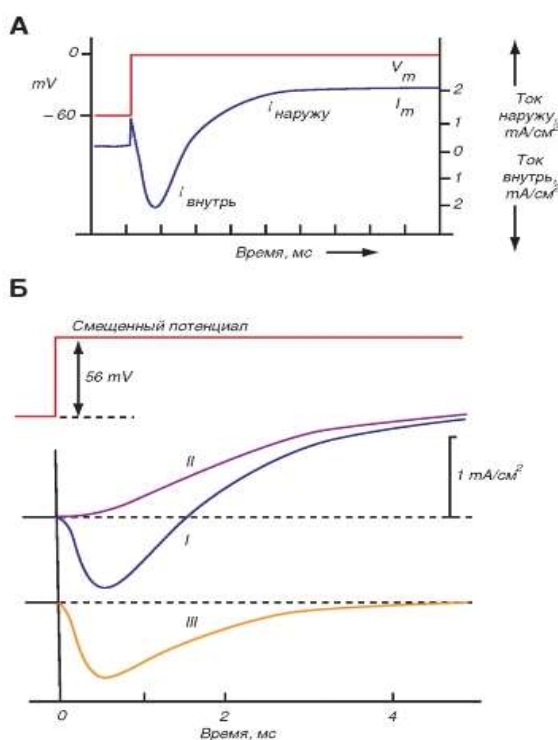 А
0
mV
– 60
V m
I m
I наружу
I внутрь
2
1
0
1
2
Ток
наружу,
mA/см²
Ток
внутрь,
mA/см²
Время, мс
Б
Смещенный потенциал
56 mV
II
I
1 mA/см²
III
0
2
4
Время, мс